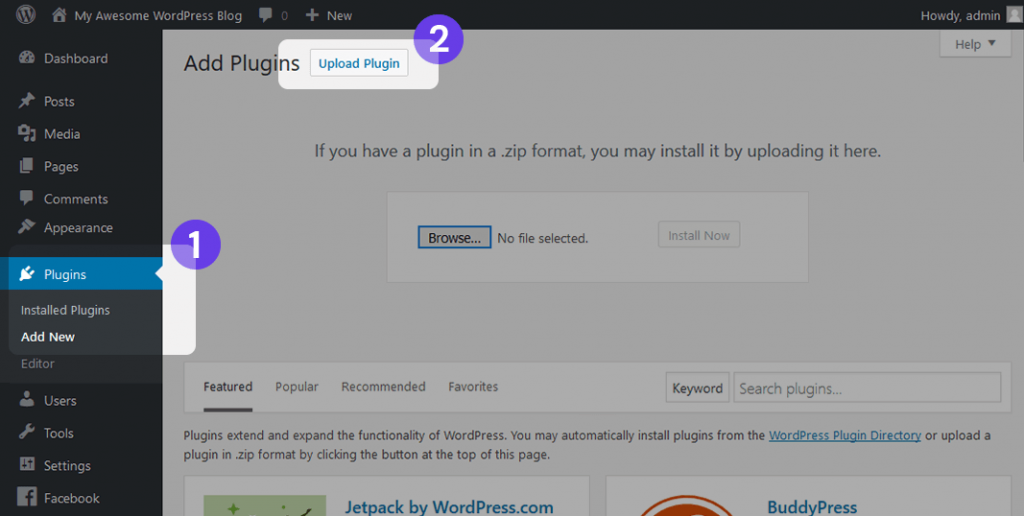 My Awesome WordPress Blog 0 + New Howdy, admin
Help
Dashboard
Posts
Media
Pages
Comments
Appearance
1
Plugins
Installed Plugins
Add New
Editor
Users
Tools
Settings
Facebook
2
Add Plugins Upload Plugin
If you have a plugin in a .zip format, you may install it by uploading it here.
Browse... No file selected. Install Now
Featured Popular Recommended Favorites Keyword Search plugins...
Plugins extend and expand the functionality of WordPress. You may automatically install plugins from the WordPress Plugin Directory or upload a
plugin in .zip format by clicking the button at the top of this page.
Jetpack by WordPress.com BuddyPress